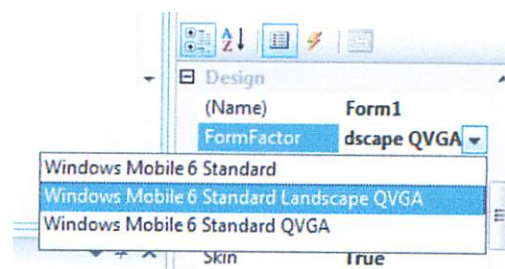 Design
(Name) Form1
FormFactor dscape QVGA
Windows Mobile 6 Standard
Windows Mobile 6 Standard Landscape QVGA
Windows Mobile 6 Standard QVGA
Skin True